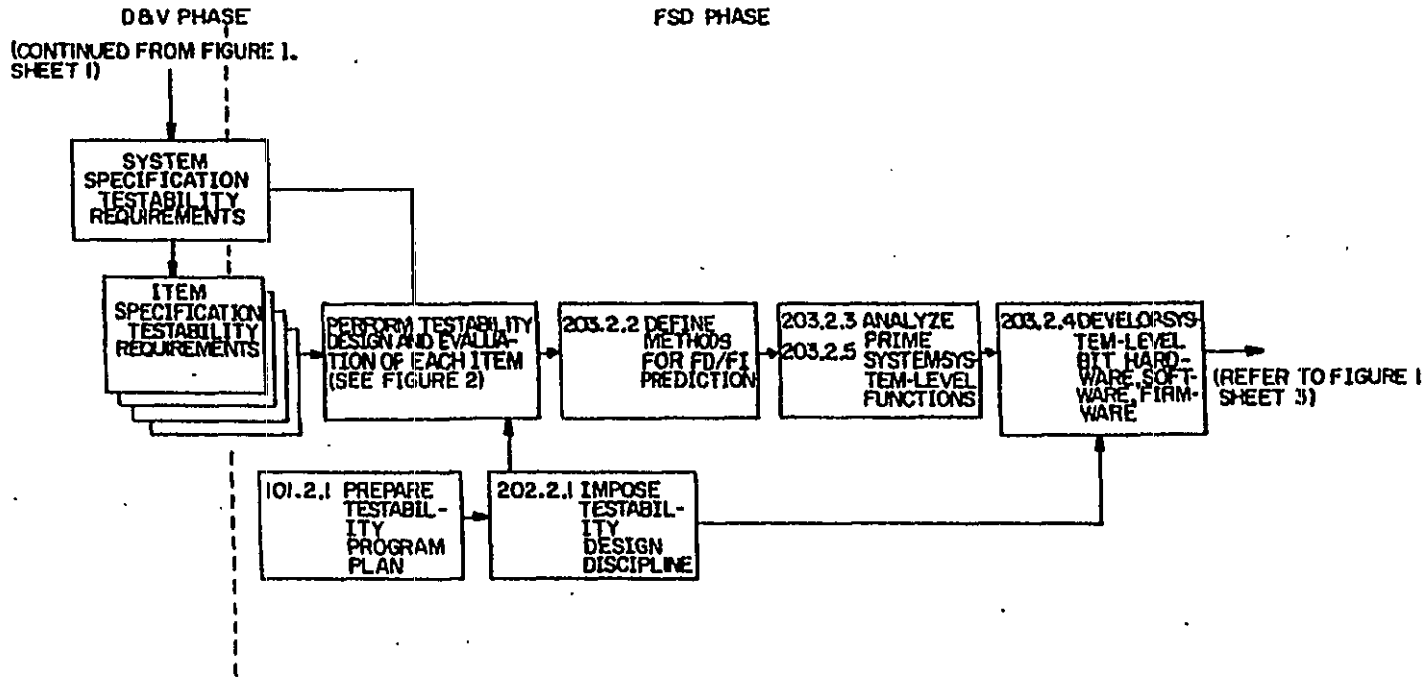 D&V PHASE
FSD PHASE
(CONTINUED FROM FIGURE 1.
SHEET 1)
SYSTEM
SPECIFICATION
TESTABILITY
REQUIREMENTS
ITEM
SPECIFICATION
TESTABILITY
REQUIREMENTS
PERFORM TESTABILITY
DESIGN AND EVALUA-
TION OF EACH ITEM
(SEE FIGURE 2)
203.2.2 DEFINE
METHODS
FOR FD/FI
PREDICTION
203.2.3 ANALYZE
203.2.5 PRIME
SYSTEM-SYS-
TEM-LEVEL
FUNCTIONS
203.2.4 DEVELOP SYS-
TEM-LEVEL
BIT HARD-
WARE, SOFT-
WARE, FIRM-
WARE
(REFER TO FIGURE 1
SHEET 3)
101.2.1 PREPARE
TESTABIL-
ITY
PROGRAM
PLAN
202.2.1 IMPOSE
TESTABIL-
ITY
DESIGN
DISCIPLINE